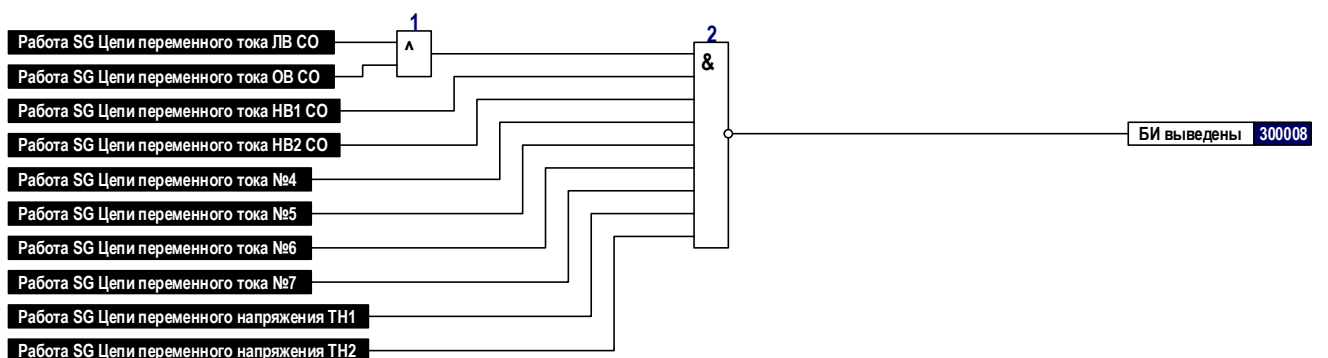 1
Работа SG Цепи переменного тока ЛВ СО
^
2
Работа SG Цепи переменного тока ОВ СО
&
Работа SG Цепи переменного тока НВ1 СО
Работа SG Цепи переменного тока НВ2 СО
БИ выведены 300008
Работа SG Цепи переменного тока №4
Работа SG Цепи переменного тока №5
Работа SG Цепи переменного тока №6
Работа SG Цепи переменного тока №7
Работа SG Цепи переменного напряжения ТН1
Работа SG Цепи переменного напряжения ТН2